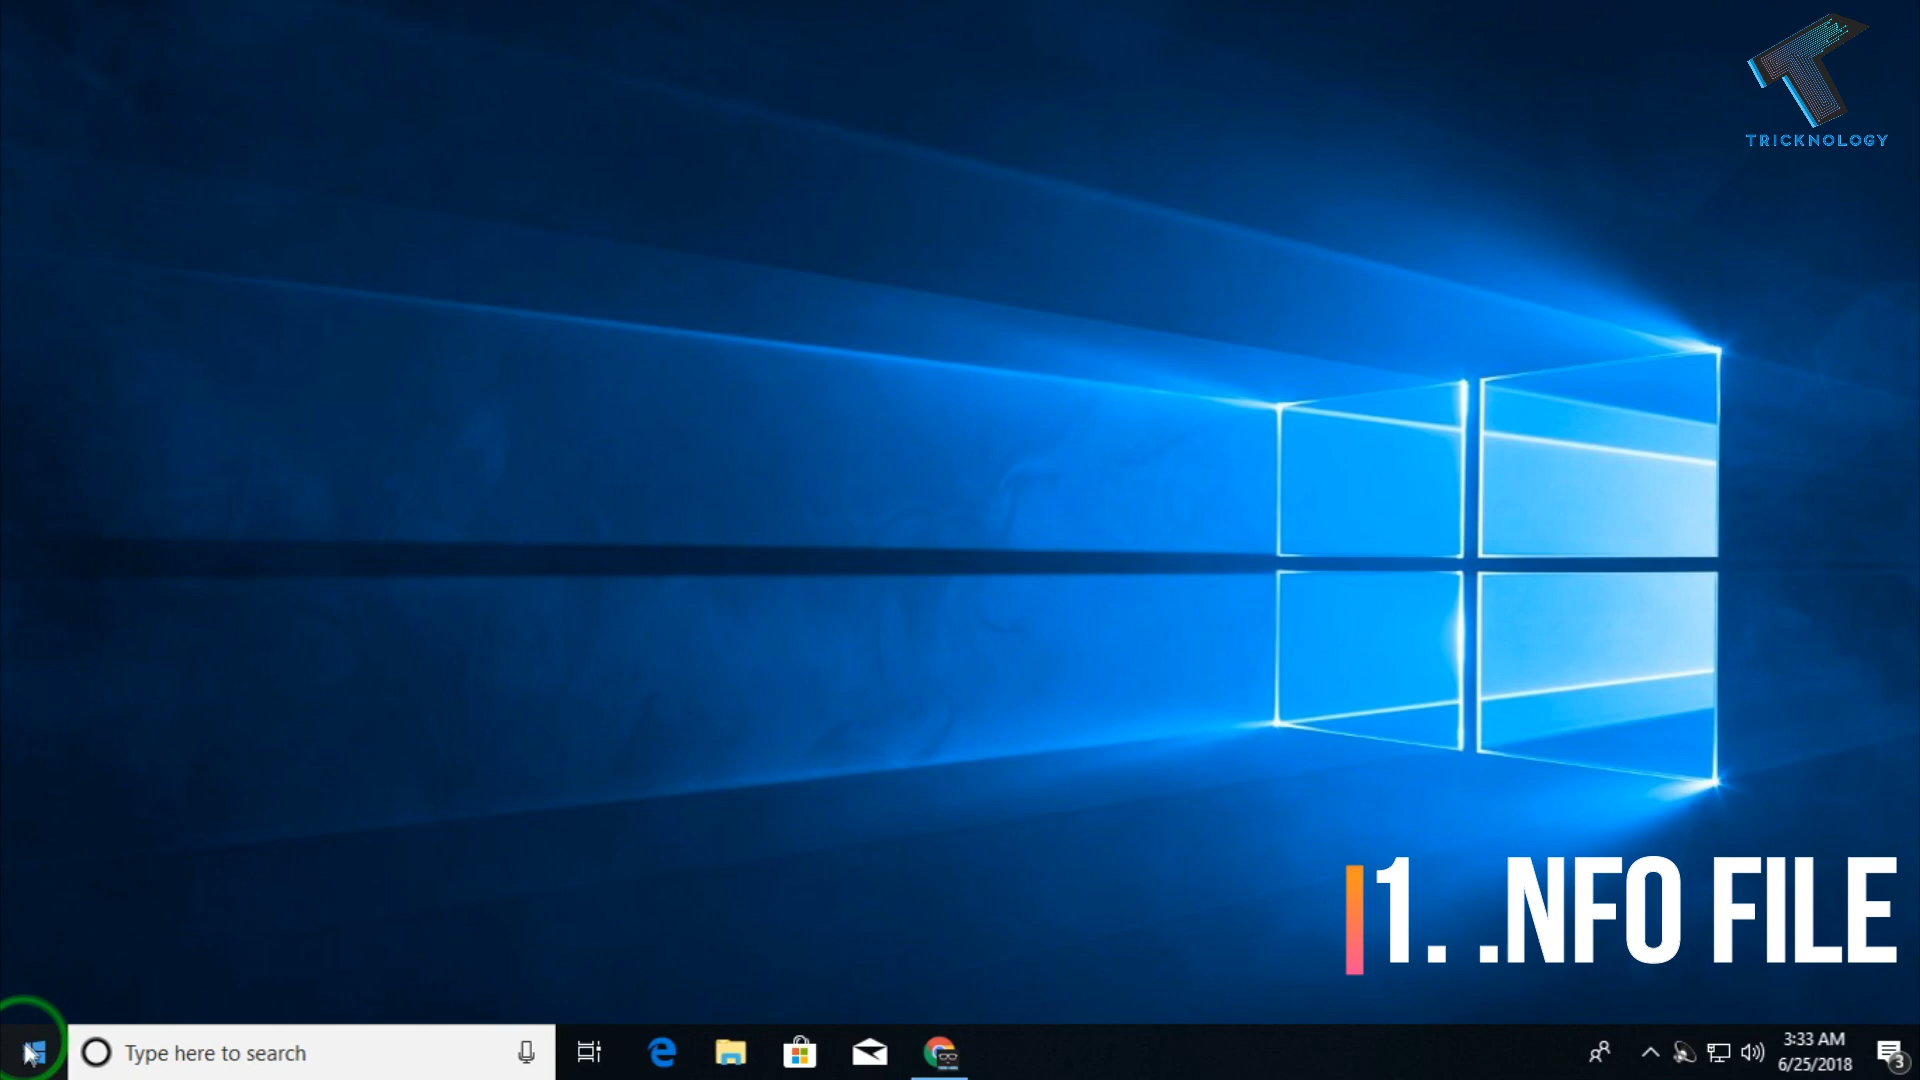 TRICKNOLOGY
1. .NFO FILE
Type here to search
3:33 AM
6/25/2018
3